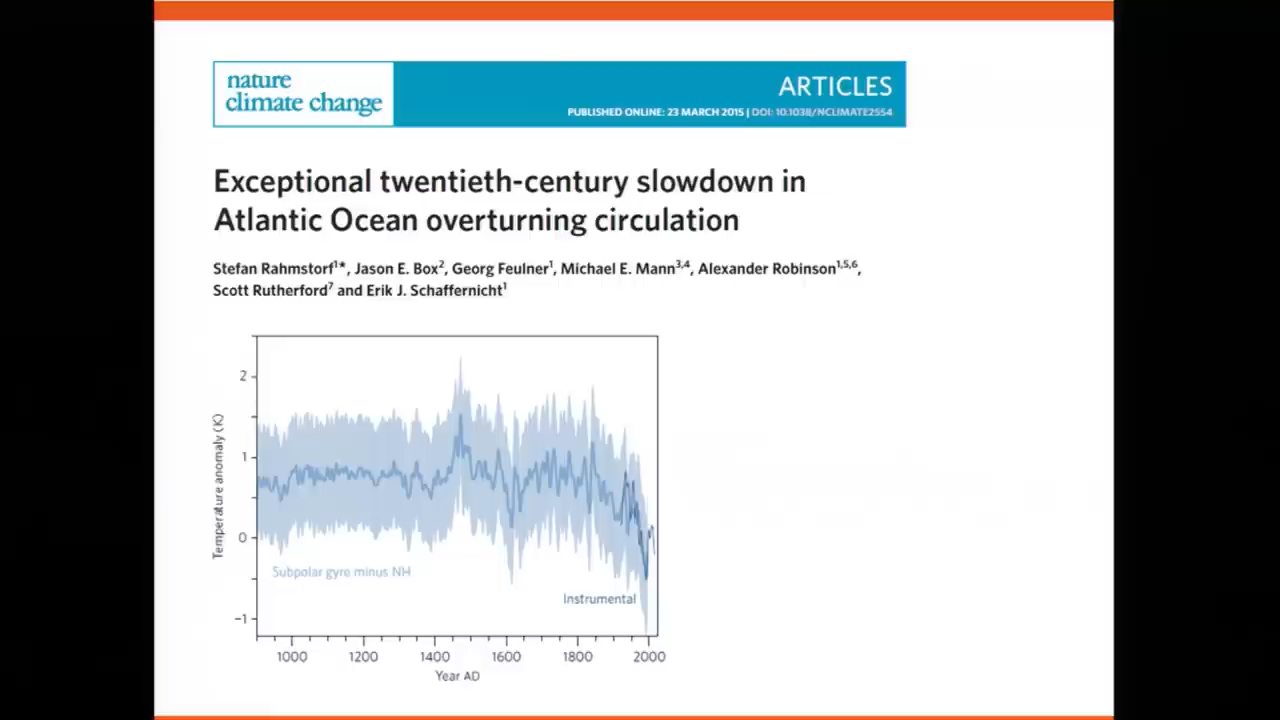 nature
climate change
ARTICLES
PUBLISHED ONLINE: 23 MARCH 2015 | DOI: 10.1038/NCLIMATE2554
Exceptional twentieth-century slowdown in
Atlantic Ocean overturning circulation
Stefan Rahmstorf1*, Jason E. Box2, Georg Feulner1, Michael E. Mann3,4, Alexander Robinson1,5,6,
Scott Rutherford7 and Erik J. Schaffernicht1
Temperature anomaly (K)
2
1
0
−1
Subpolar gyre minus NH
Instrumental
1000 1200 1400 1600 1800 2000
Year AD